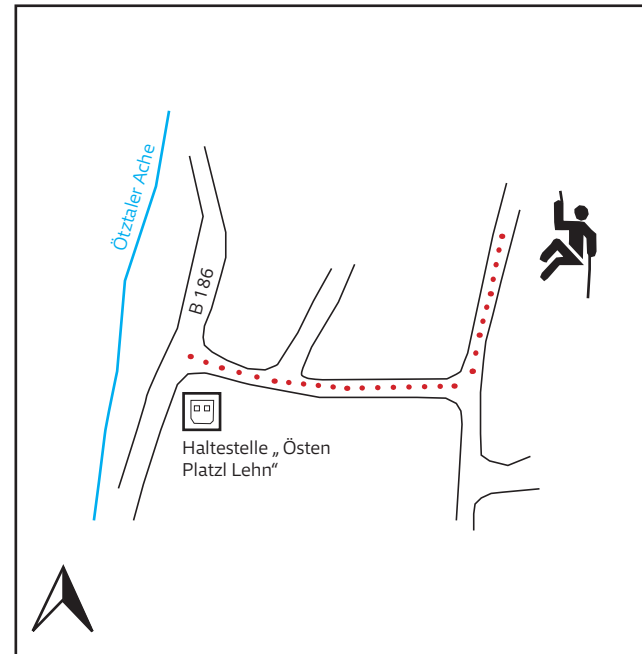 Ötztaler Ache
B 186
Haltestelle „ Östen
Platzl Lehn“